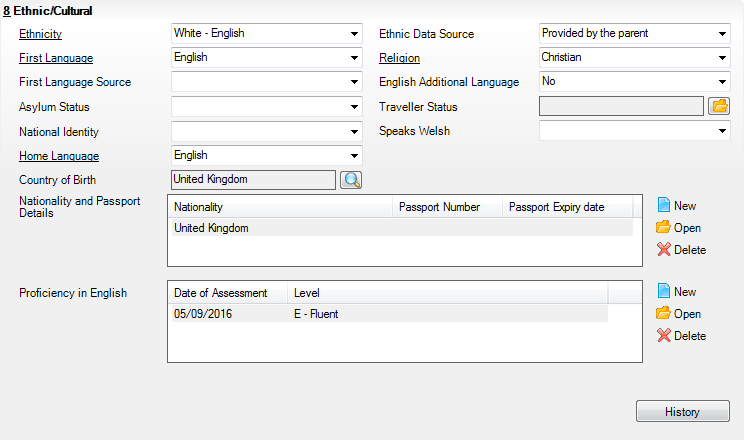 8 Ethnic/Cultural
Ethnicity White - English Ethnic Data Source Provided by the parent
First Language English Religion Christian
First Language Source English Additional Language No
Asylum Status Traveller Status
National Identity Speaks Welsh
Home Language English
Country of Birth United Kingdom
Nationality and Passport Details
Nationality Passport Number Passport Expiry date
United Kingdom
New
Open
Delete
Proficiency in English
Date of Assessment Level
05/09/2016 E - Fluent
New
Open
Delete
History